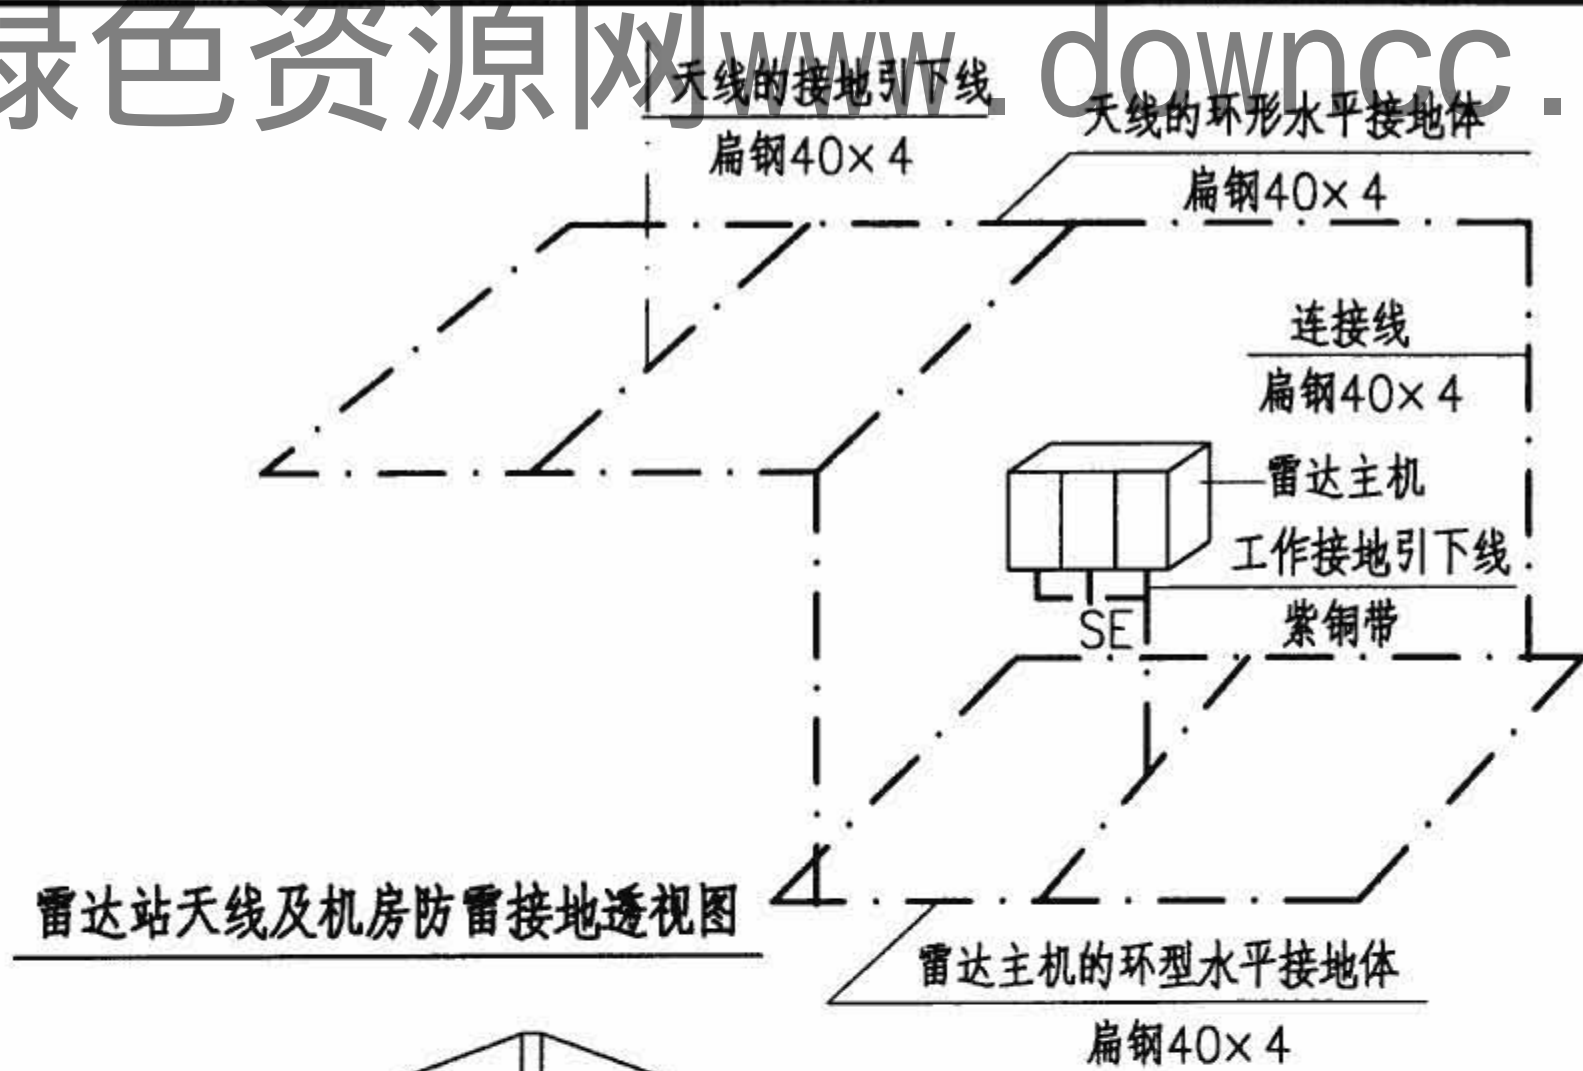 绿色资源网www.downcc.
天线的接地引下线
扁钢40×4
天线的环形水平接地体
扁钢40×4
连接线
扁钢40×4
雷达主机
工作接地引下线
SE
紫铜带
雷达站天线及机房防雷接地透视图
雷达主机的环型水平接地体
扁钢40×4